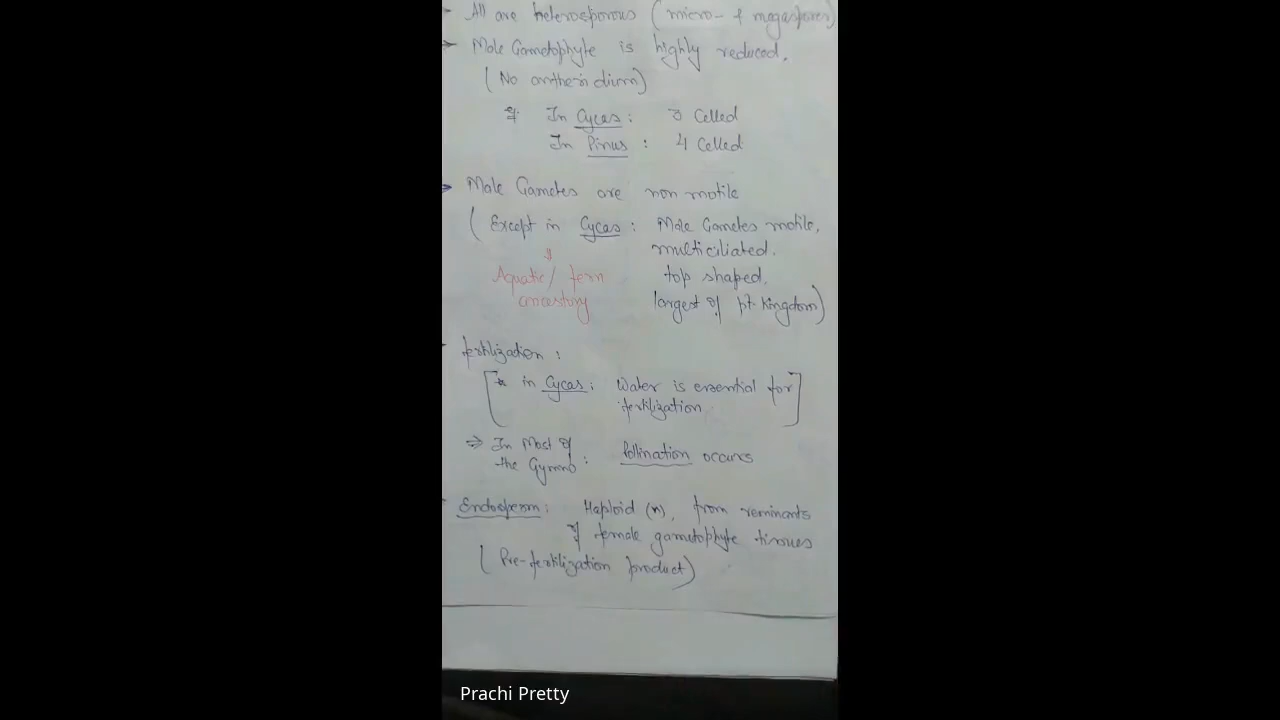 → All are heterosporous (micro- & megaspores)
→ Male Gametophyte is highly reduced.
(No antheridium)
eg: In Cycas: 3 Celled
In Pinus : 4 Celled
→ Male Gametes are non motile
(Except in Cycas: Male Gametes motile,
multiciliated.
Aquatic/ fern top shaped.
ancestory largest of pt. kingdom)
fertilization :
[* in Cycas: Water is essential for
fertilization]
⇒ In Most of
the Gymno: Pollination occurs
Endosperm: Haploid (n), from reminants
of female gametophyte tissues
(Pre-fertilization product)
Prachi Pretty